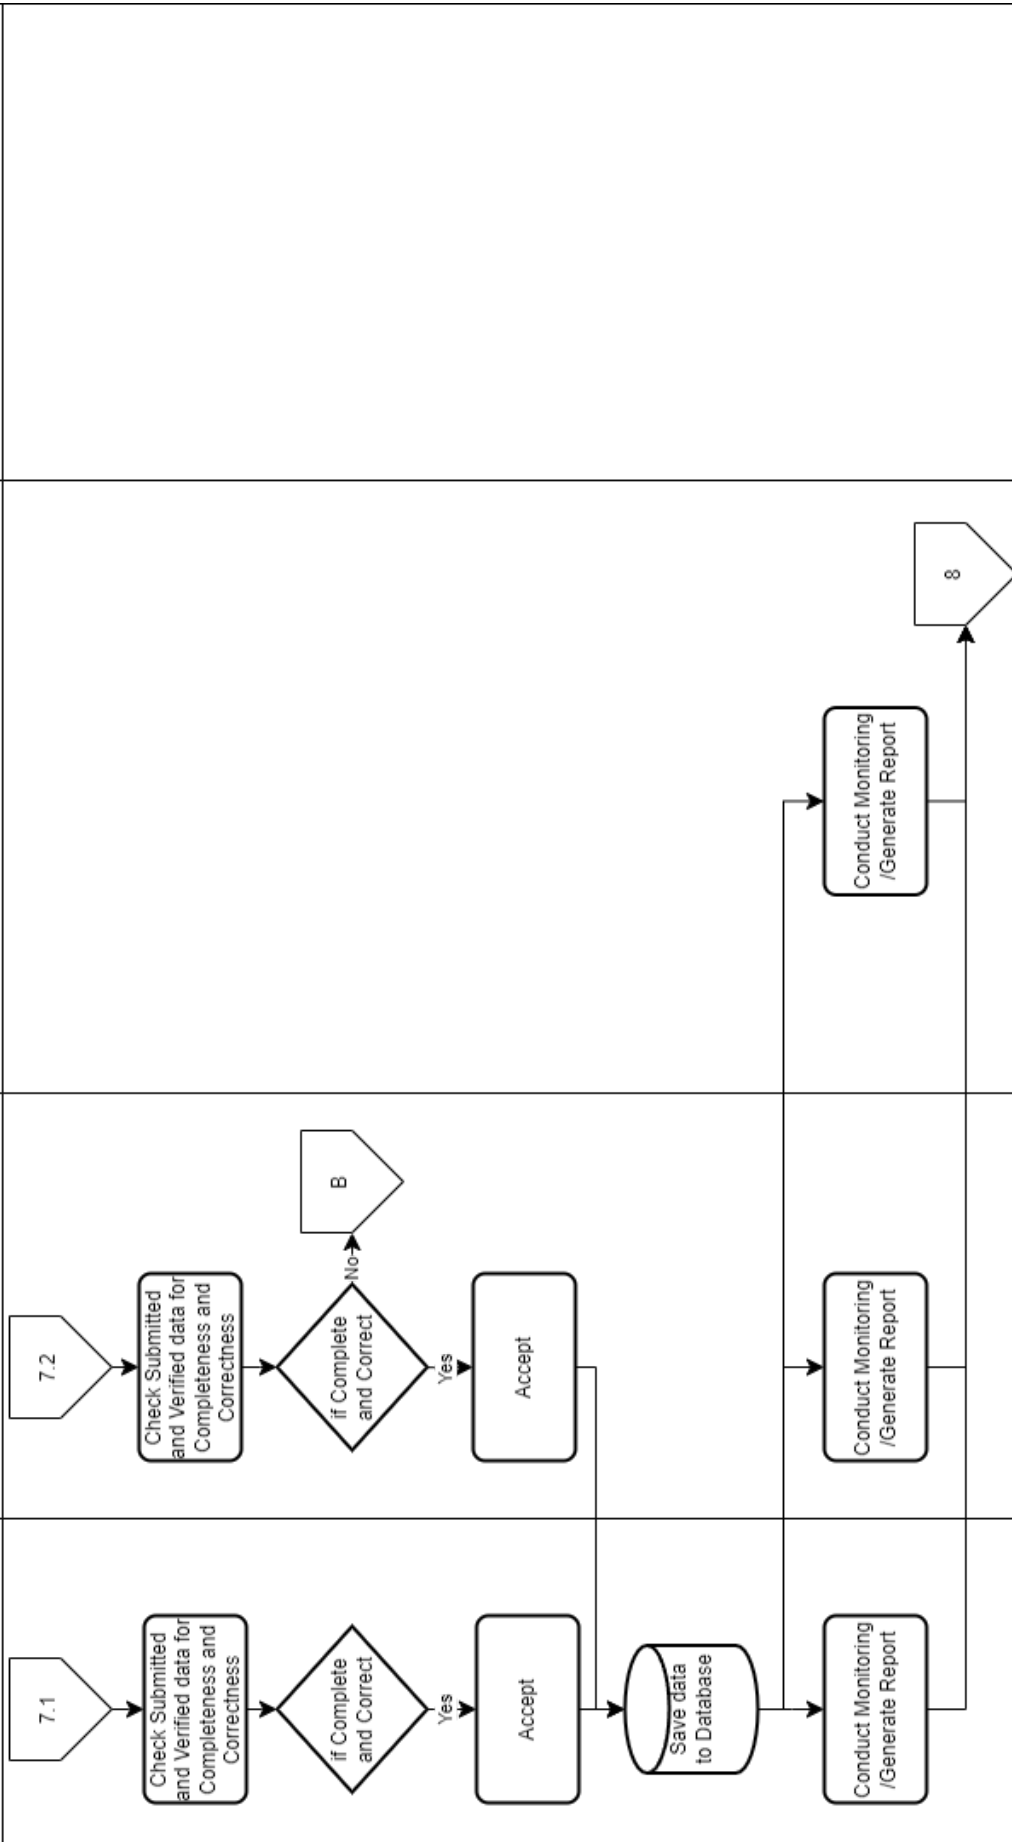 7.1
Check Submitted
and Verified data for
Completeness and
Correctness
if Complete
and Correct
Yes
Accept
Save data
to Database
Conduct Monitoring
/Generate Report
7.2
Check Submitted
and Verified data for
Completeness and
Correctness
if Complete
and Correct
No
B
Yes
Accept
Conduct Monitoring
/Generate Report
Conduct Monitoring
/Generate Report
8